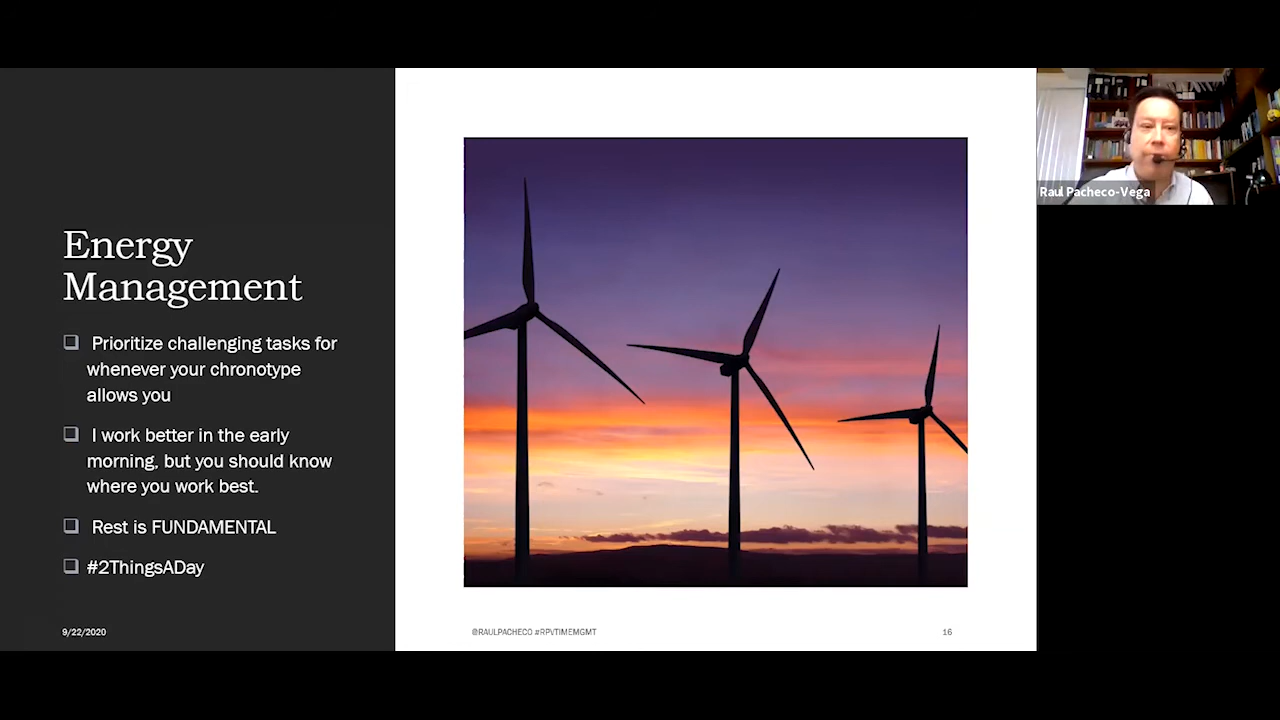 Energy
Management
Prioritize challenging tasks for
whenever your chronotype
allows you
I work better in the early
morning, but you should know
where you work best.
Rest is FUNDAMENTAL
#2ThingsADay
9/22/2020
@RAULPACHECO #RPVTIMEMGMT
16
Raul Pacheco-Vega